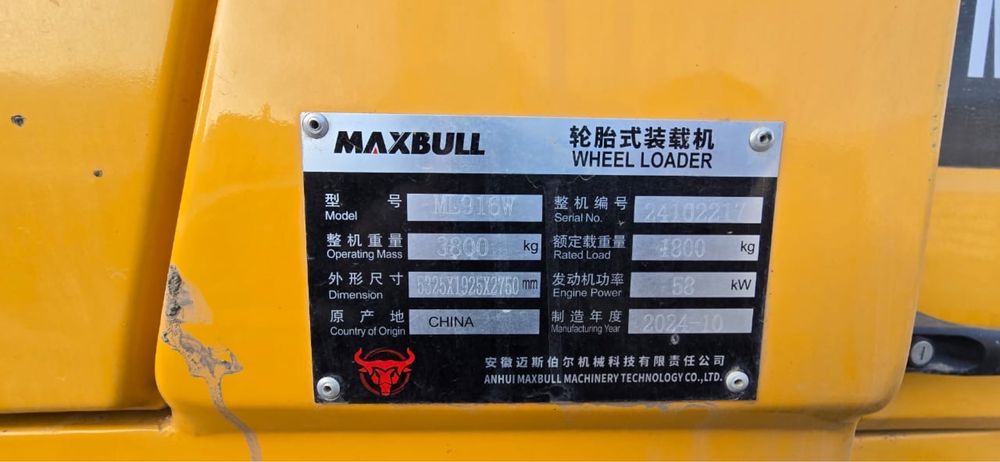 MAXBULL
轮胎式装载机
WHEEL LOADER
型 号 ML916W 整机编号 24102217
Model Serial No.
整机重量 3800 kg 额定载重量 1800 kg
Operating Mass Rated Load
外形尺寸 5325X1925X2750 mm 发动机功率 58 kW
Dimension Engine Power
原产地 CHINA 制造年度 2024-10
Country of Origin Manufacturing Year
安徽迈斯伯尔机械科技有限责任公司
ANHUI MAXBULL MACHINERY TECHNOLOGY CO.,LTD.